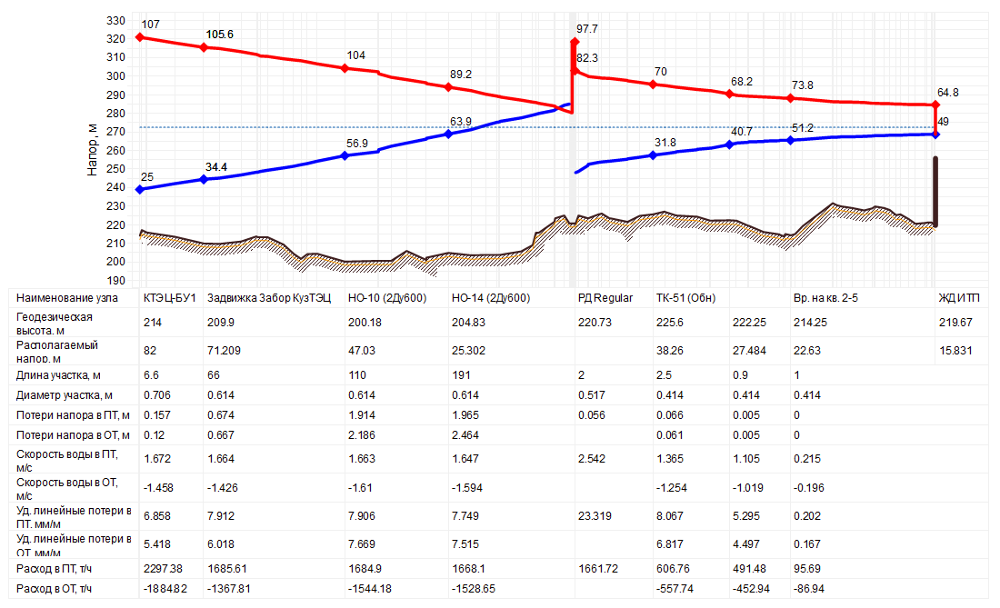 330
320
310
300
290
280
270
260
250
240
230
220
210
200
190
Напор, м
107
105.6
104
89.2
97.7
82.3
70
68.2
73.8
64.8
25
34.4
56.9
63.9
31.8
40.7
51.2
49
Наименование узла КТЭЦ-БУ1 Задвижка Забор КузТЭЦ НО-10 (2Ду600) НО-14 (2Ду600) РД Regular ТК-51 (Обн) Вр. на кв. 2-5 ЖД ИТП
Геодезическая
высота, м 214 209.9 200.18 204.83 220.73 225.6 222.25 214.25 219.67
Располагаемый
напор, м 82 71.209 47.03 25.302 38.26 27.484 22.63 15.831
Длина участка, м 6.6 66 110 191 2 2.5 0.9 1
Диаметр участка, м 0.706 0.614 0.614 0.614 0.517 0.414 0.414 0.414
Потери напора в ПТ, м 0.157 0.674 1.914 1.965 0.056 0.066 0.005 0
Потери напора в ОТ, м 0.12 0.667 2.186 2.464 0.061 0.005 0
Скорость воды в ПТ,
м/с 1.672 1.664 1.663 1.647 2.542 1.365 1.105 0.215
Скорость воды в ОТ,
м/с -1.458 -1.426 -1.61 -1.594 -1.254 -1.019 -0.196
Уд. линейные потери в
ПТ, мм/м 6.858 7.912 7.906 7.749 23.319 8.067 5.295 0.202
Уд. линейные потери в
ОТ, мм/м 5.418 6.018 7.669 7.515 6.817 4.497 0.167
Расход в ПТ, т/ч 2297.38 1685.61 1684.9 1668.1 1661.72 606.76 491.48 95.69
Расход в ОТ, т/ч -1884.82 -1367.81 -1544.18 -1528.65 -557.74 -452.94 -86.94